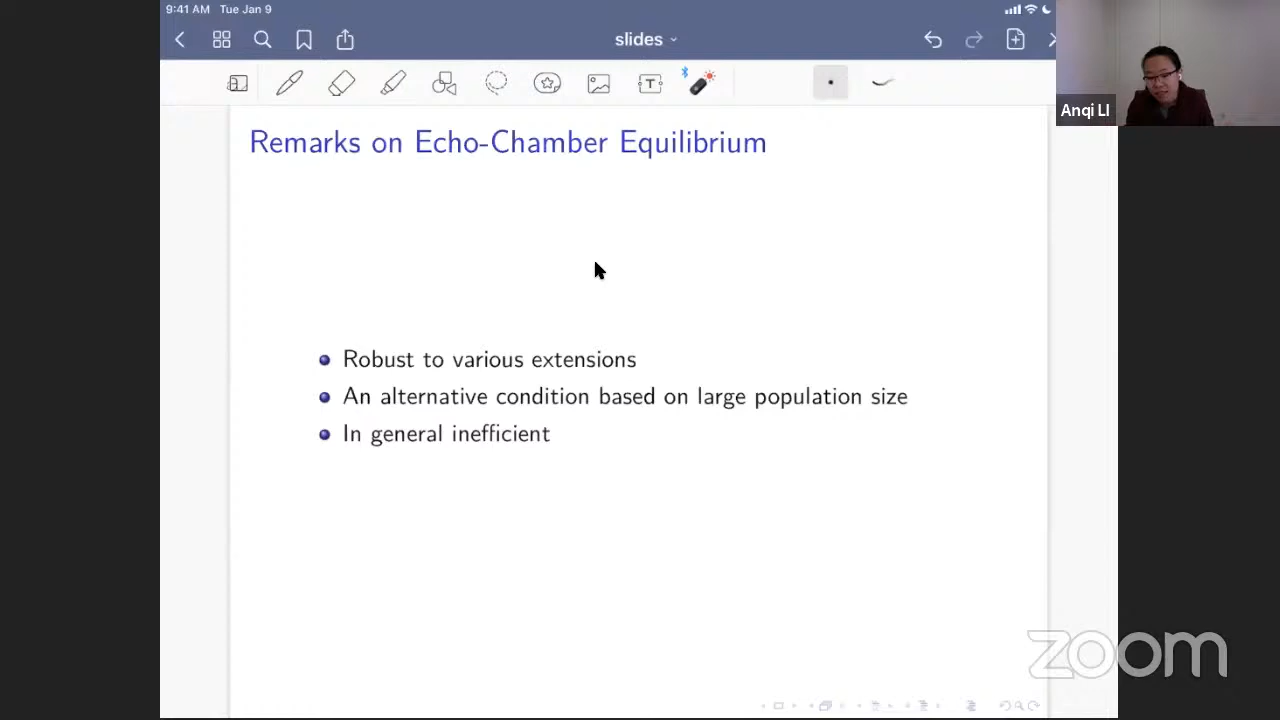 9:41 AM Tue Jan 9
slides
T
Anqi LI
Remarks on Echo-Chamber Equilibrium
Robust to various extensions
An alternative condition based on large population size
In general inefficient
zoom